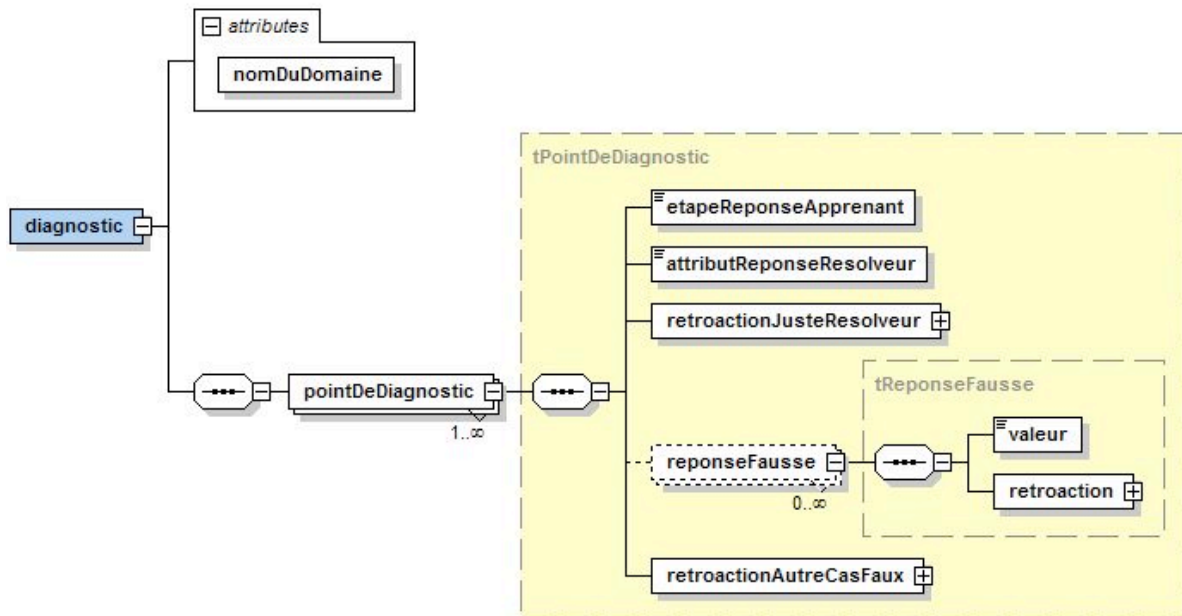 attributes
nomDuDomaine
tPointDeDiagnostic
etapeReponseApprenant
diagnostic
attributReponseResolveur
retroactionJusteResolveur
tReponseFausse
pointDeDiagnostic
1..∞
valeur
reponseFausse
0..∞
retroaction
retroactionAutreCasFaux